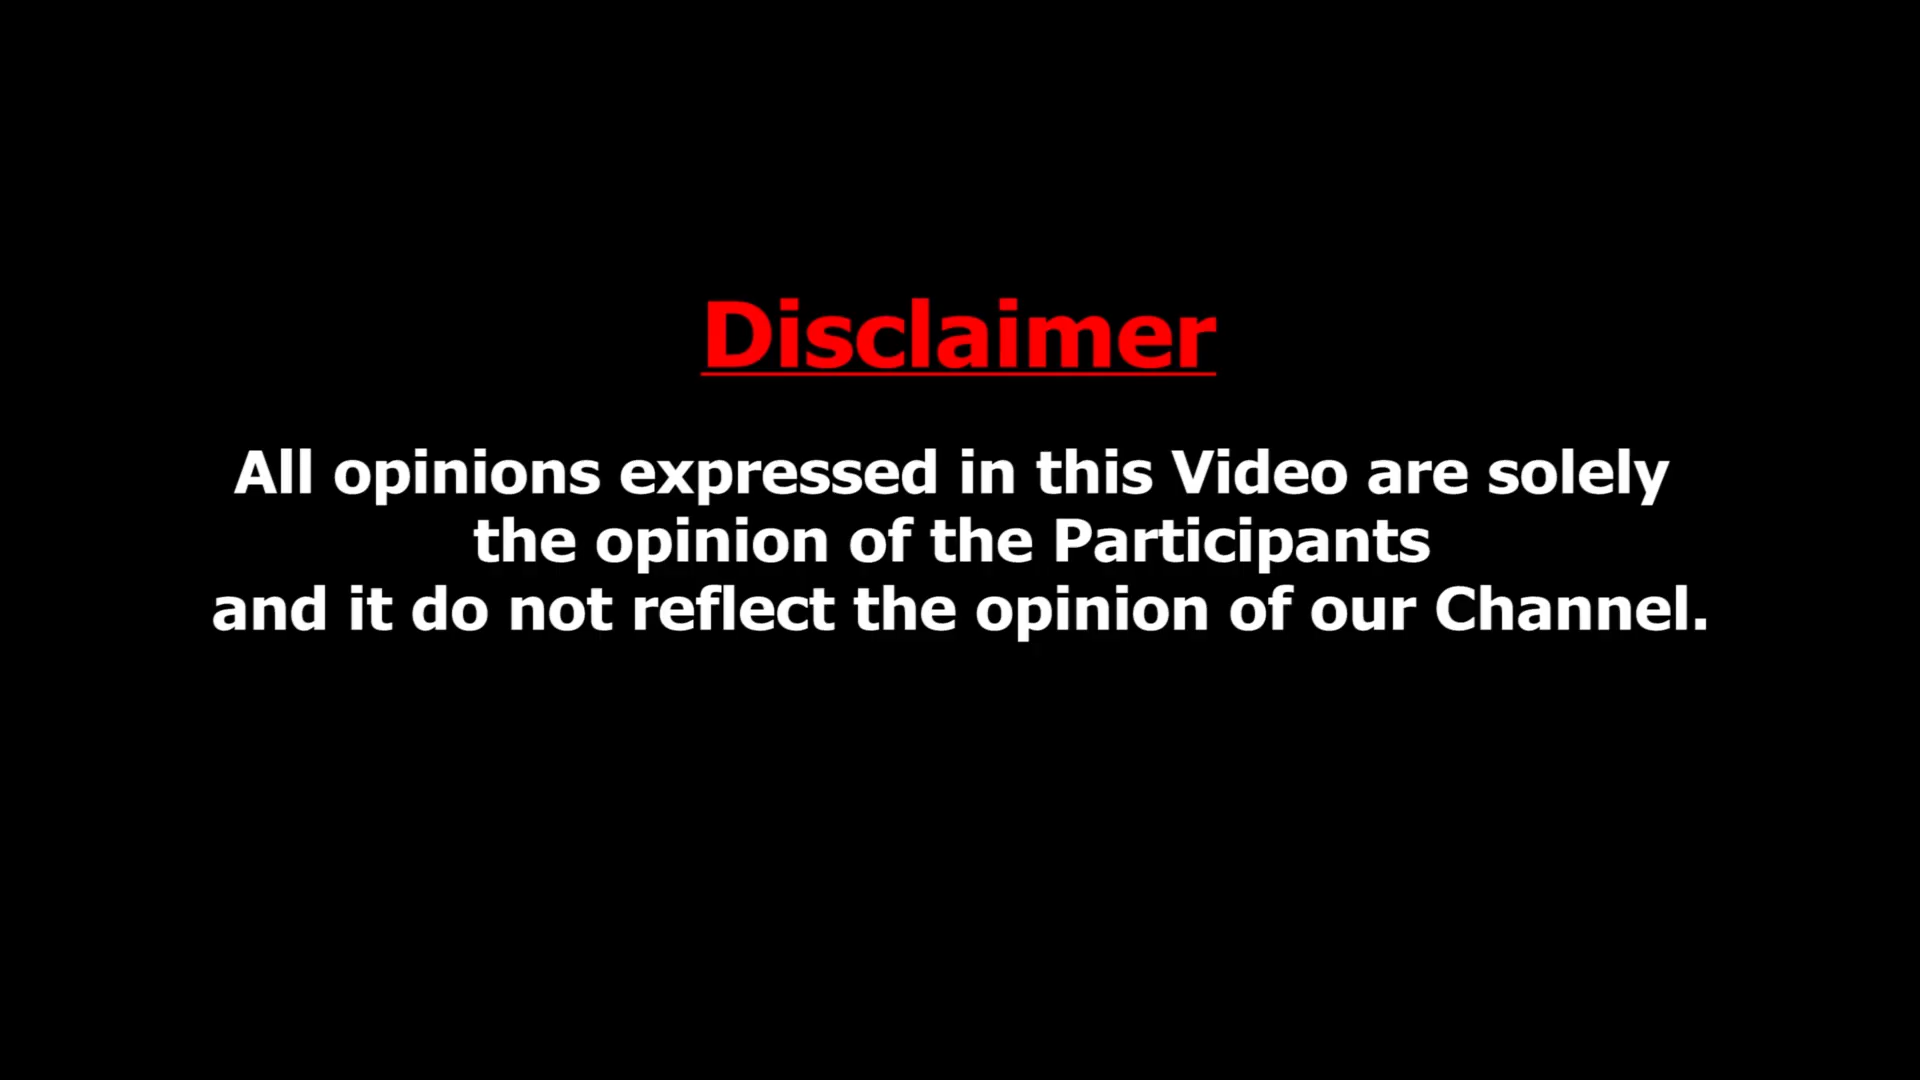 Disclaimer
All opinions expressed in this Video are solely
the opinion of the Participants
and it do not reflect the opinion of our Channel.